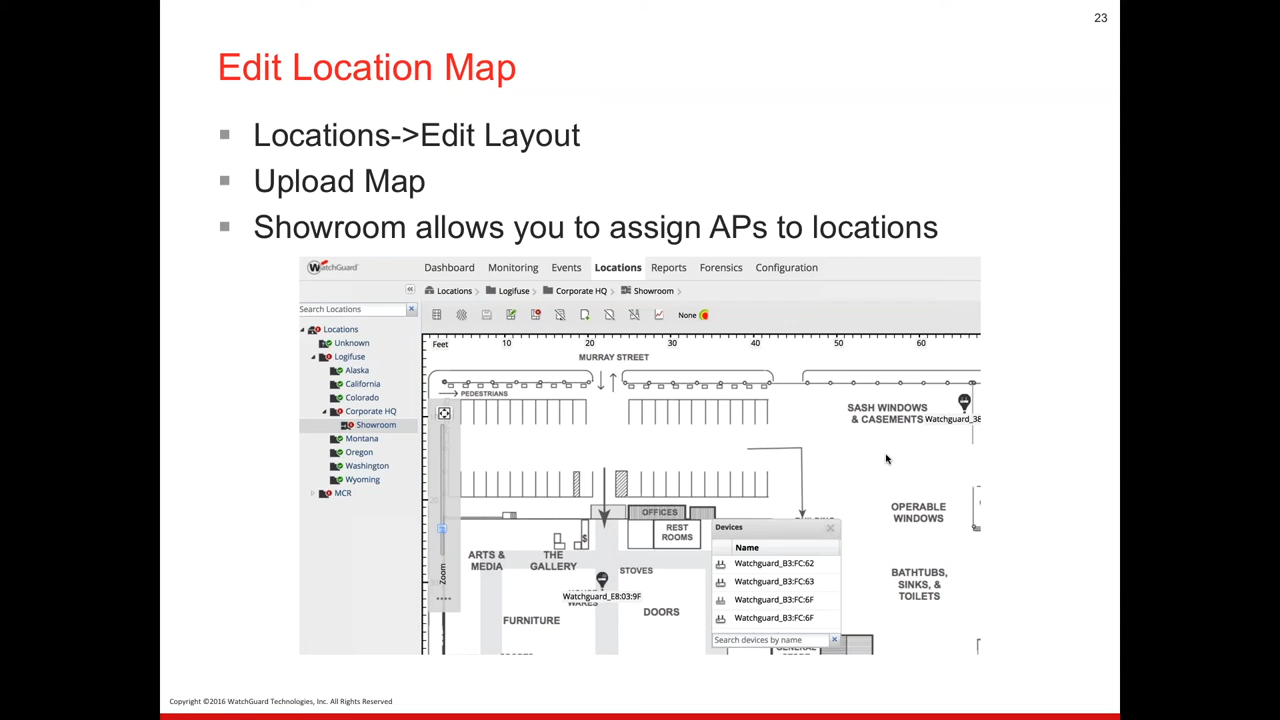 23
Edit Location Map
Locations->Edit Layout
Upload Map
Showroom allows you to assign APs to locations
WatchGuard
Dashboard Monitoring Events Locations Reports Forensics Configuration
Locations Logifuse Corporate HQ Showroom
Search Locations
None
Locations
Unknown
Logifuse
Alaska
California
Colorado
Corporate HQ
Showroom
Montana
Oregon
Washington
Wyoming
MCR
Feet 10 20 30 40 50 60
MURRAY STREET
PEDESTRIANS
SASH WINDOWS
& CASEMENTS
Watchguard_38
OFFICES
REST
ROOMS
OPERABLE
WINDOWS
$
ARTS &
MEDIA
THE
GALLERY
STOVES
BATHTUBS,
SINKS, &
TOILETS
Watchguard_E8:03:9F
DOORS
FURNITURE
Zoom
Devices
Name
Watchguard_B3:FC:62
Watchguard_B3:FC:63
Watchguard_B3:FC:6F
Watchguard_B3:FC:6F
Search devices by name
Copyright ©2016 WatchGuard Technologies, Inc. All Rights Reserved